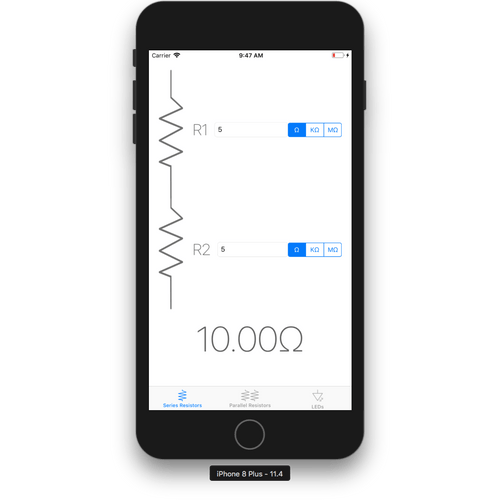 Carrier 9:47 AM
R1 5 Ω KΩ MΩ
R2 5 Ω KΩ MΩ
10.00Ω
Series Resistors Parallel Resistors LEDs
iPhone 8 Plus - 11.4